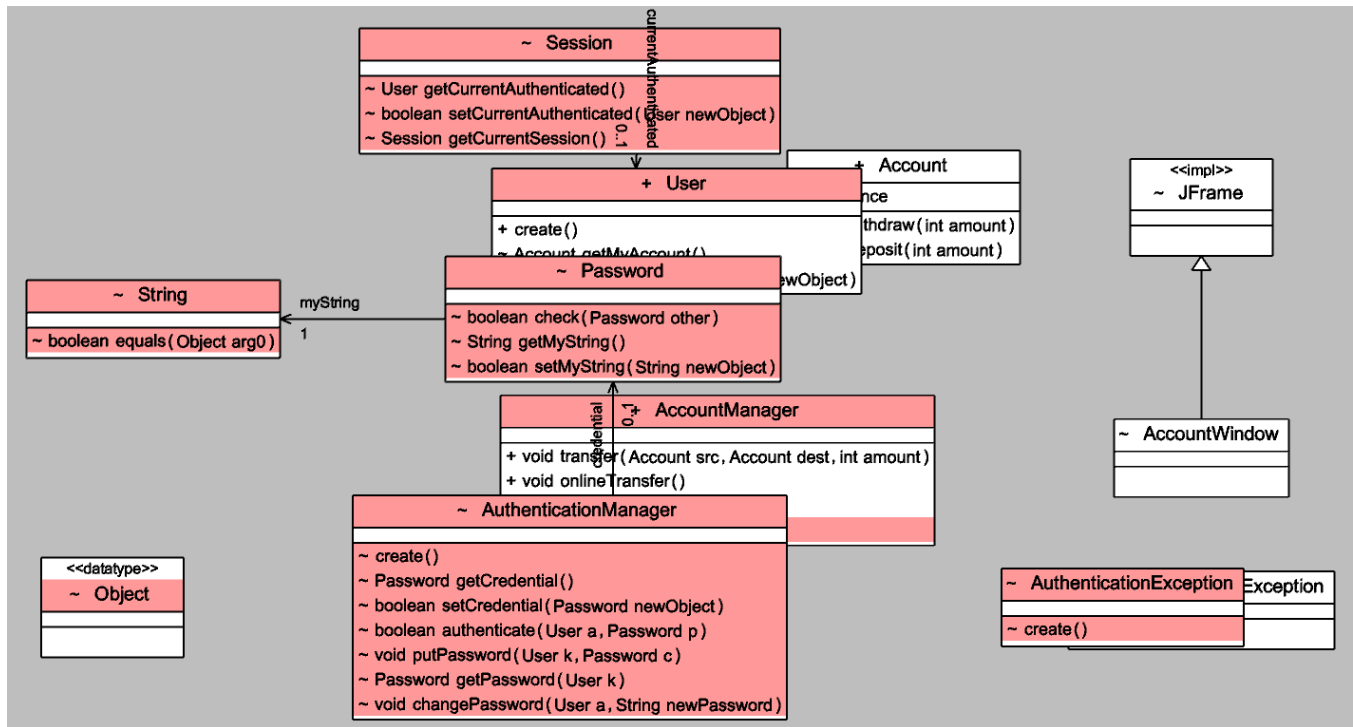 currentAuthenticated
0..1
~ Session
~ User getCurrentAuthenticated()
~ boolean setCurrentAuthenticated(User newObject)
~ Session getCurrentSession()
+ User
+ create()
~ Account getMyAccount()
newObject)
+ Account
nce
thdraw(int amount)
eposit(int amount)
<<impl>>
~ JFrame
~ String
~ boolean equals(Object arg0)
myString
1
~ Password
~ boolean check(Password other)
~ String getMyString()
~ boolean setMyString(String newObject)
credential
0..1
+ AccountManager
+ void transfer(Account src, Account dest, int amount)
+ void onlineTransfer()
~ AccountWindow
~ AuthenticationManager
~ create()
~ Password getCredential()
~ boolean setCredential(Password newObject)
~ boolean authenticate(User a, Password p)
~ void putPassword(User k, Password c)
~ Password getPassword(User k)
~ void changePassword(User a, String newPassword)
<<datatype>>
~ Object
~ AuthenticationException
~ create()
Exception